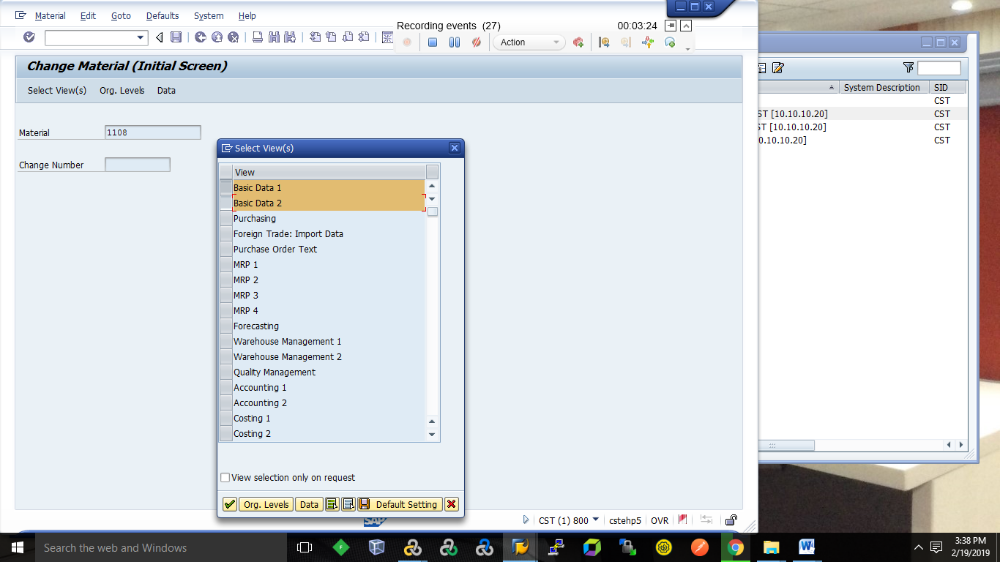 Material Edit Goto Defaults System Help
Recording events (27) 00:03:24
Action
Change Material (Initial Screen)
Select View(s) Org. Levels Data
Material 1108
Change Number
Select View(s)
View
Basic Data 1
Basic Data 2
Purchasing
Foreign Trade: Import Data
Purchase Order Text
MRP 1
MRP 2
MRP 3
MRP 4
Forecasting
Warehouse Management 1
Warehouse Management 2
Quality Management
Accounting 1
Accounting 2
Costing 1
Costing 2
View selection only on request
Org. Levels Data Default Setting
System Description SID
CST
ST [10.10.10.20] CST
ST [10.10.10.20] CST
0.10.10.20] CST
SAP
CST (1) 800 cstehp5 OVR
Search the web and Windows
3:38 PM
2/19/2019